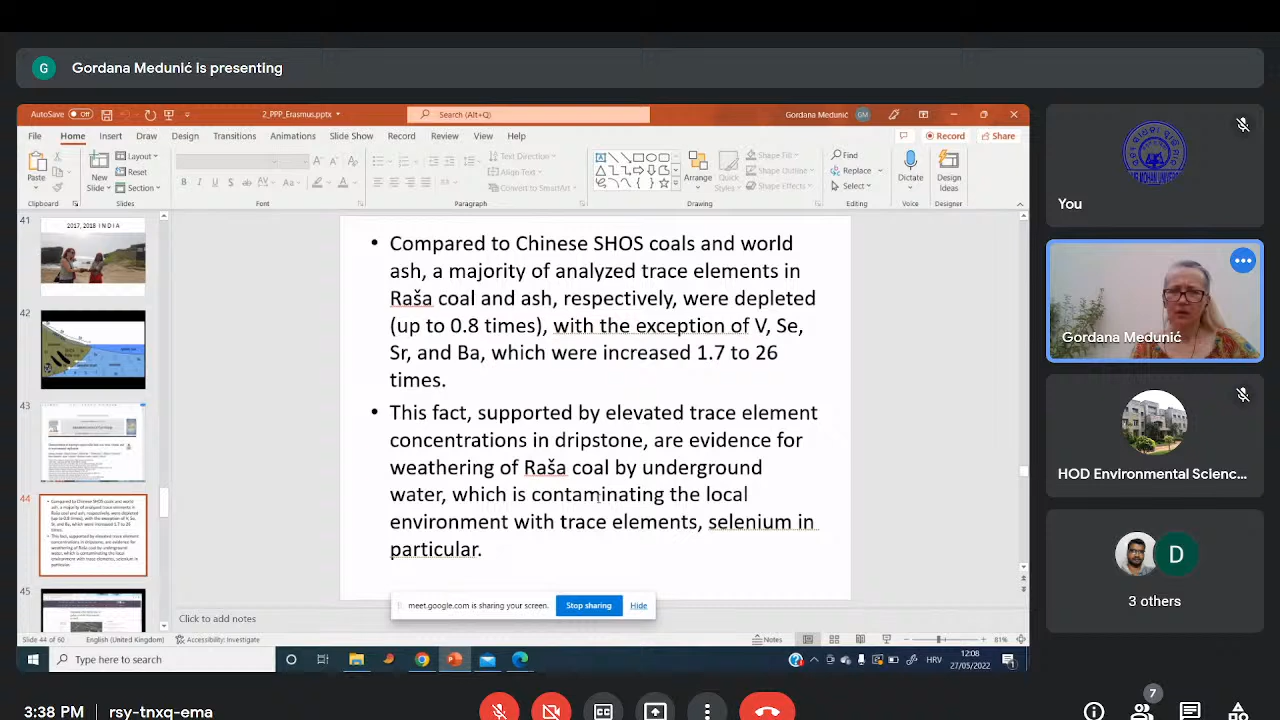 G Gordana Medunić is presenting
AutoSave Off
2_PPP_Erasmus.pptx
Search (Alt+Q)
Gordana Medunić GM
File Home Insert Draw Design Transitions Animations Slide Show Record Review View Help
Record Share
Paste
New Slide
Layout
Reset
Section
Text Direction
Align Text
Convert to SmartArt
Arrange
Quick Styles
Shape Fill
Shape Outline
Shape Effects
Find
Replace
Select
Dictate
Design Ideas
Clipboard Slides Font Paragraph Drawing Editing Voice Designer
41
2017, 2018 I N D I A
42
43
44
45
• Compared to Chinese SHOS coals and world
ash, a majority of analyzed trace elements in
Raša coal and ash, respectively, were depleted
(up to 0.8 times), with the exception of V, Se,
Sr, and Ba, which were increased 1.7 to 26
times.
• This fact, supported by elevated trace element
concentrations in dripstone, are evidence for
weathering of Raša coal by underground
water, which is contaminating the local
environment with trace elements, selenium in
particular.
meet.google.com is sharing your screen. Stop sharing Hide
Click to add notes
Slide 44 of 60 English (United Kingdom) Accessibility: Investigate
Notes
81%
Type here to search
HRV
12:08
27/05/2022
You
Gordana Medunić
HOD Environmental Scienc...
D
3 others
3:38 PM rsy-tnxq-ema
7